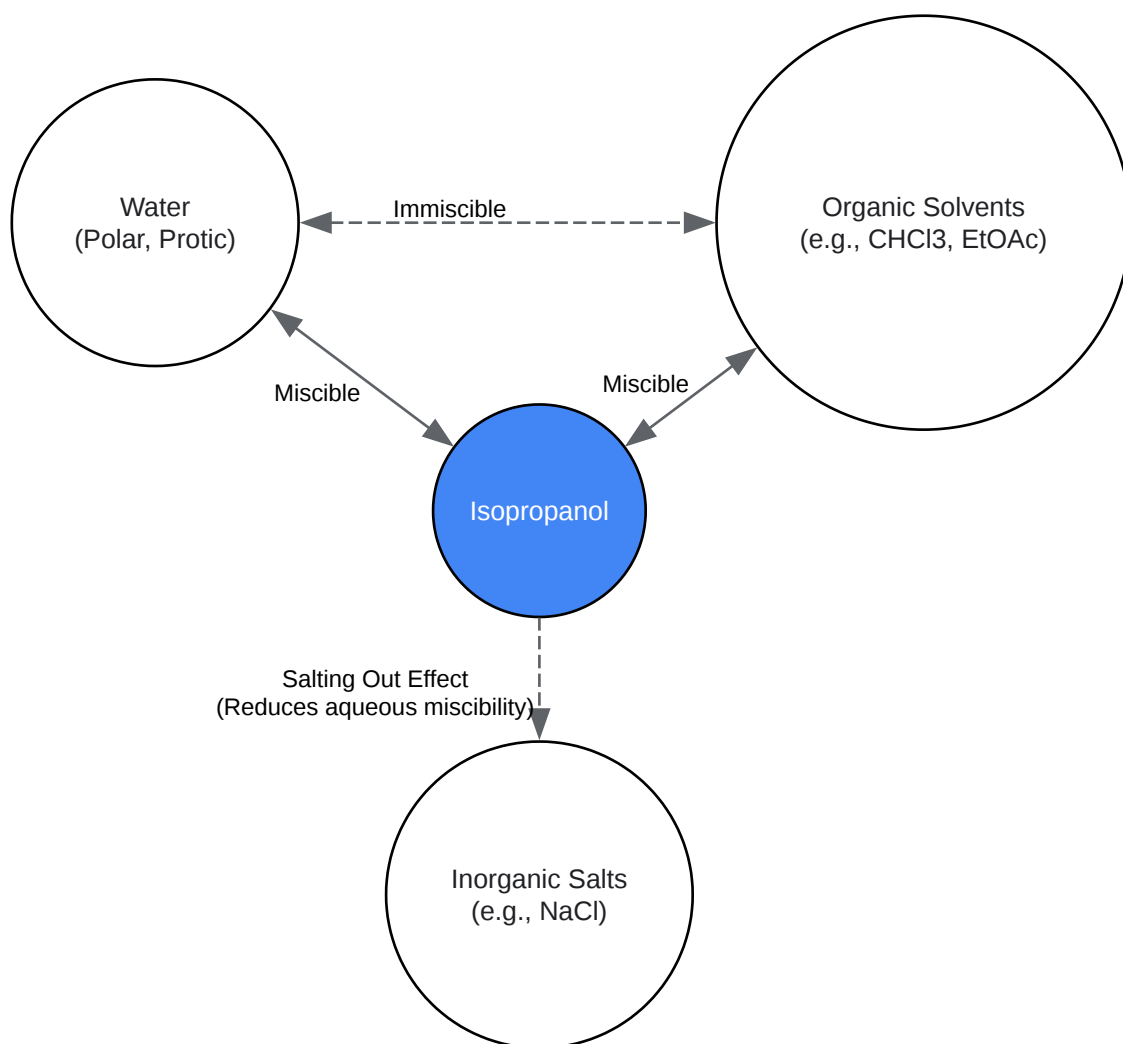 Water
(Polar, Protic)
Immiscible
Organic Solvents
(e.g., CHCl3, EtOAc)
Miscible
Miscible
Isopropanol
Salting Out Effect
(Reduces aqueous miscibility)
Inorganic Salts
(e.g., NaCl)